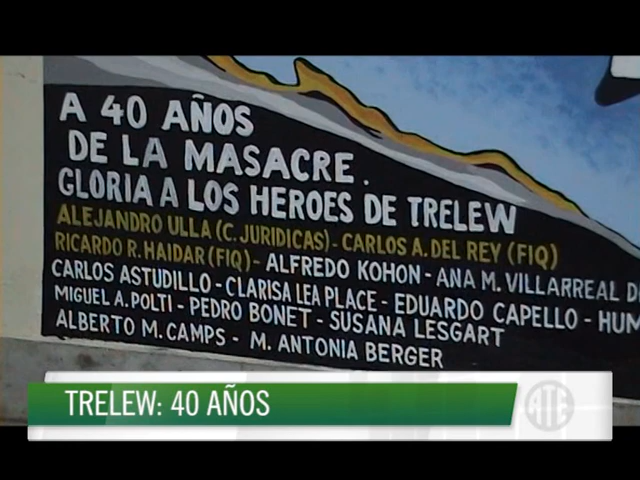 A 40 AÑOS
DE LA MASACRE.
GLORIA A LOS HEROES DE TRELEW
ALEJANDRO ULLA (C. JURIDICAS) - CARLOS A. DEL REY (FIQ)
RICARDO R. HAIDAR (FIQ) - ALFREDO KOHON - ANA M. VILLARREAL D
CARLOS ASTUDILLO - CLARISA LEA PLACE - EDUARDO CAPELLO - HUM
MIGUEL A. POLTI - PEDRO BONET - SUSANA LESGART
ALBERTO M. CAMPS - M. ANTONIA BERGER
TRELEW: 40 AÑOS
ATE